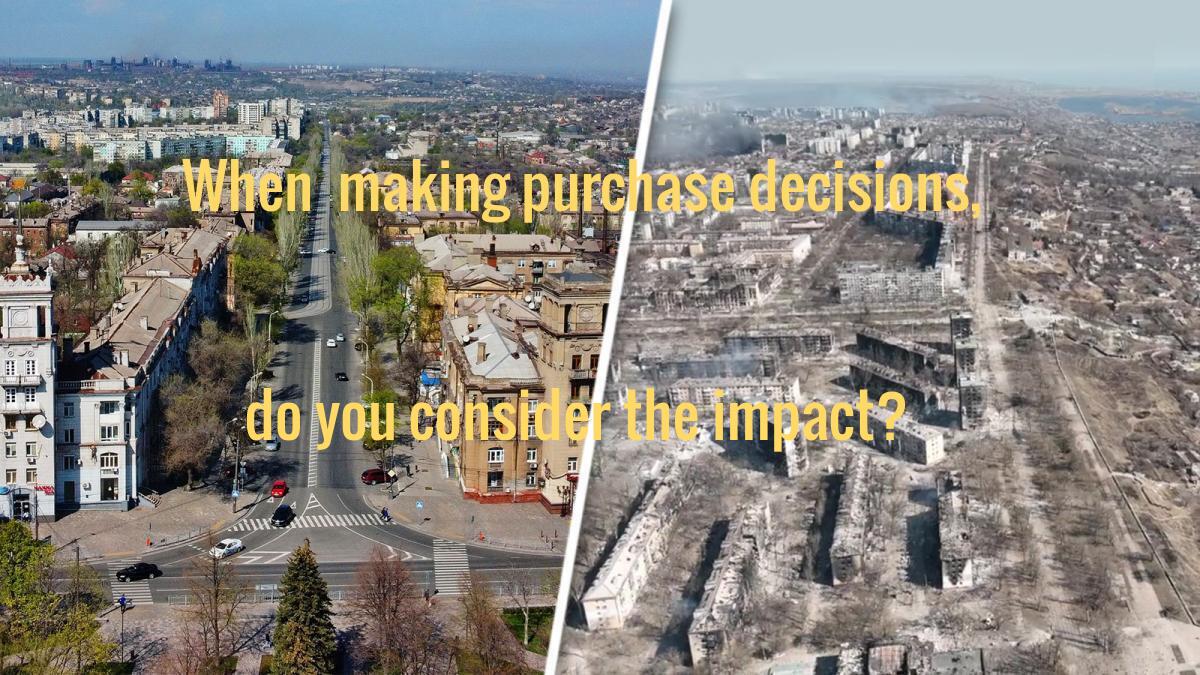 When making purchase decisions,
do you consider the impact?